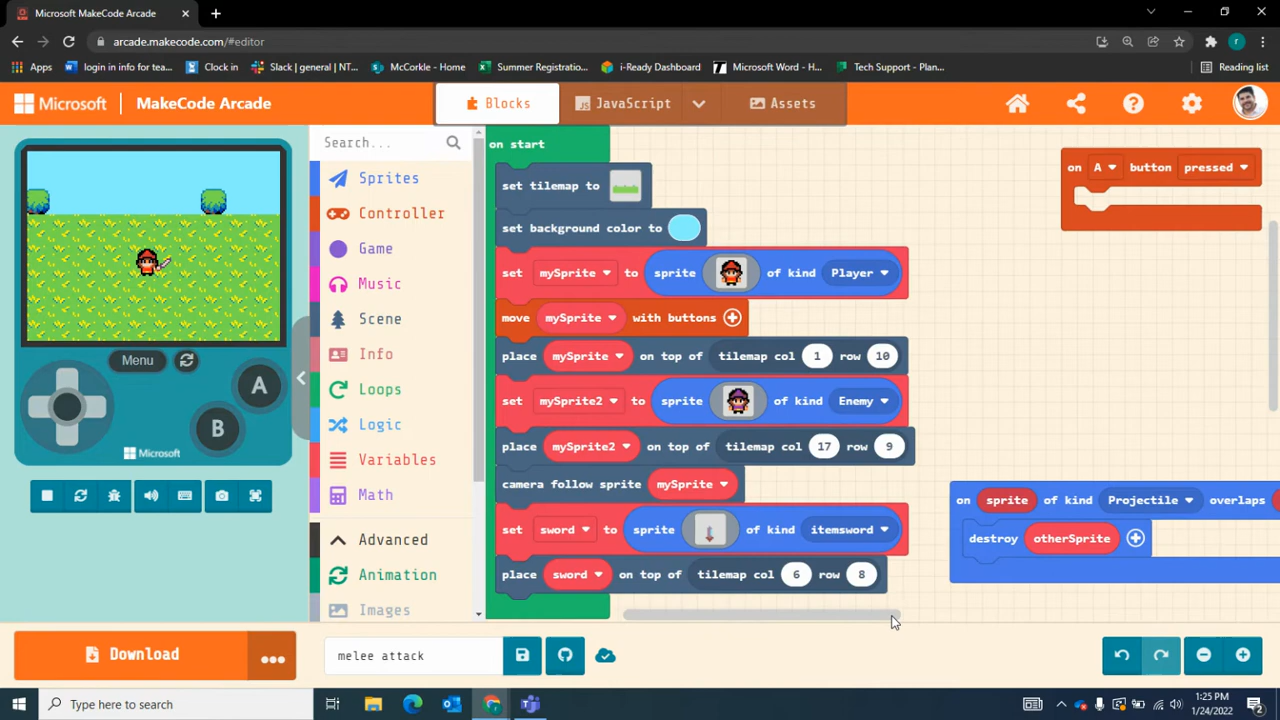 Microsoft MakeCode Arcade
arcade.makecode.com/#editor
Apps
login in info for tea...
Clock in
Slack | general | NT...
McCorkle - Home
Summer Registratio...
i-Ready Dashboard
Microsoft Word - H...
Tech Support - Plan...
Reading list
Microsoft
MakeCode Arcade
Blocks
JavaScript
Assets
Menu
A
B
Microsoft
Search...
Sprites
Controller
Game
Music
Scene
Info
Loops
Logic
Variables
Math
Advanced
Animation
Images
on start
set tilemap to
set background color to
set mySprite to sprite of kind Player
move mySprite with buttons
place mySprite on top of tilemap col 1 row 10
set mySprite2 to sprite of kind Enemy
place mySprite2 on top of tilemap col 17 row 9
camera follow sprite mySprite
set sword to sprite of kind itemsword
place sword on top of tilemap col 6 row 8
on A button pressed
on sprite of kind Projectile overlaps
destroy otherSprite
Download
melee attack
Type here to search
1:25 PM
1/24/2022
2